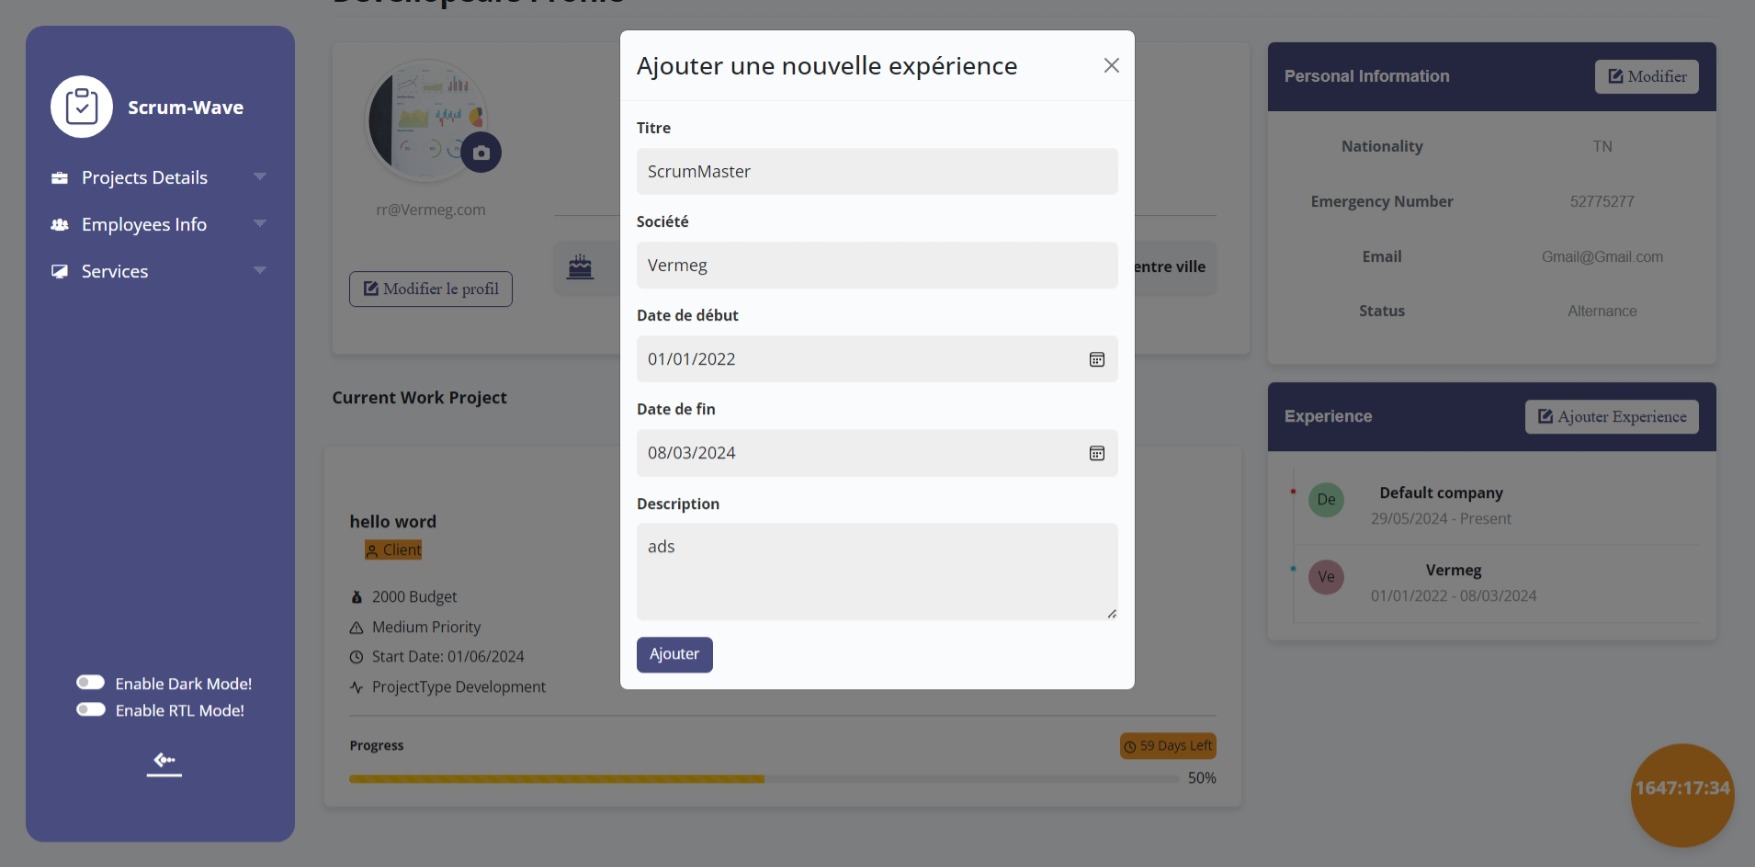 Developpeurs Profile
Scrum-Wave
Projects Details
Employees Info
Services
Enable Dark Mode!
Enable RTL Mode!
rr@Vermeg.com
Modifier le profil
entre ville
Current Work Project
hello word
Client
2000 Budget
Medium Priority
Start Date: 01/06/2024
ProjectType Development
Progress
59 Days Left
50%
Ajouter une nouvelle expérience
Titre
ScrumMaster
Société
Vermeg
Date de début
01/01/2022
Date de fin
08/03/2024
Description
ads
Ajouter
Personal Information
Modifier
Nationality TN
Emergency Number 52775277
Email Gmail@Gmail.com
Status Alternance
Experience
Ajouter Experience
De
Default company
29/05/2024 - Present
Ve
Vermeg
01/01/2022 - 08/03/2024
1647:17:34